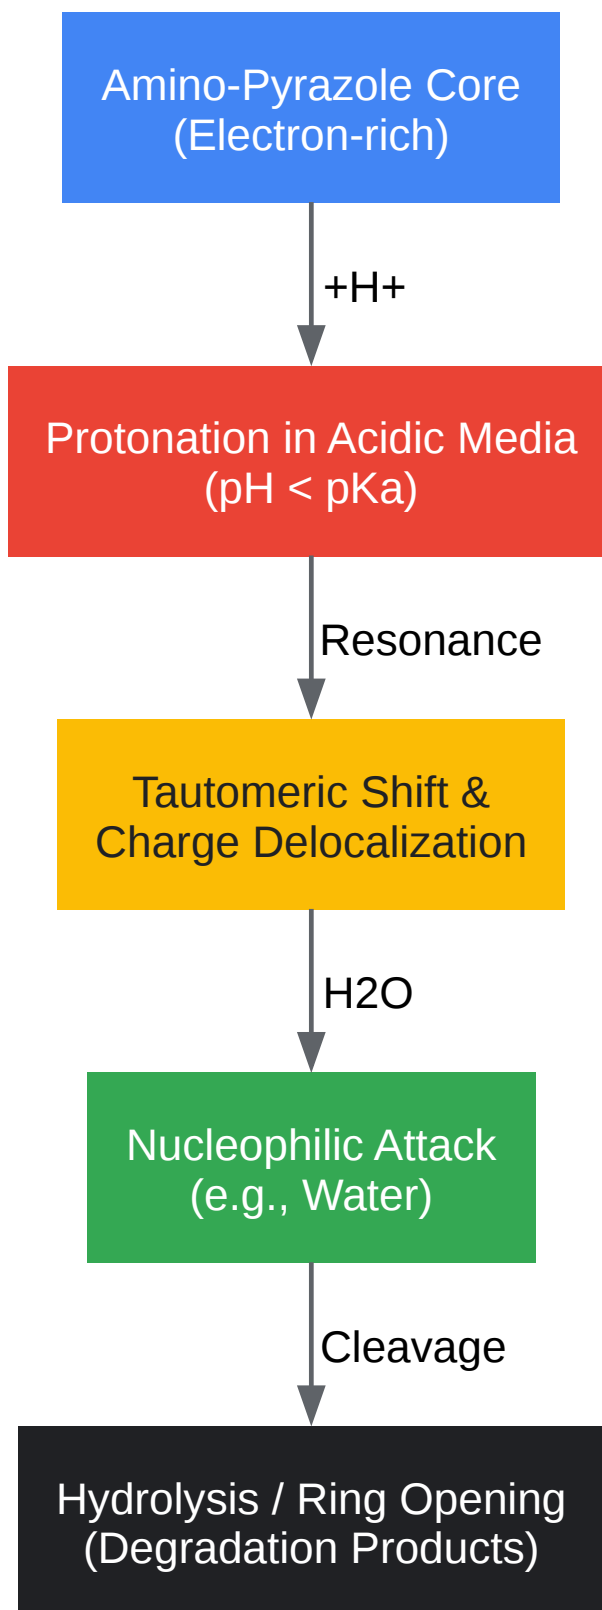 Amino-Pyrazole Core
(Electron-rich)
+H+
Protonation in Acidic Media
(pH < pKa)
Resonance
Tautomeric Shift &
Charge Delocalization
H2O
Nucleophilic Attack
(e.g., Water)
Cleavage
Hydrolysis / Ring Opening
(Degradation Products)